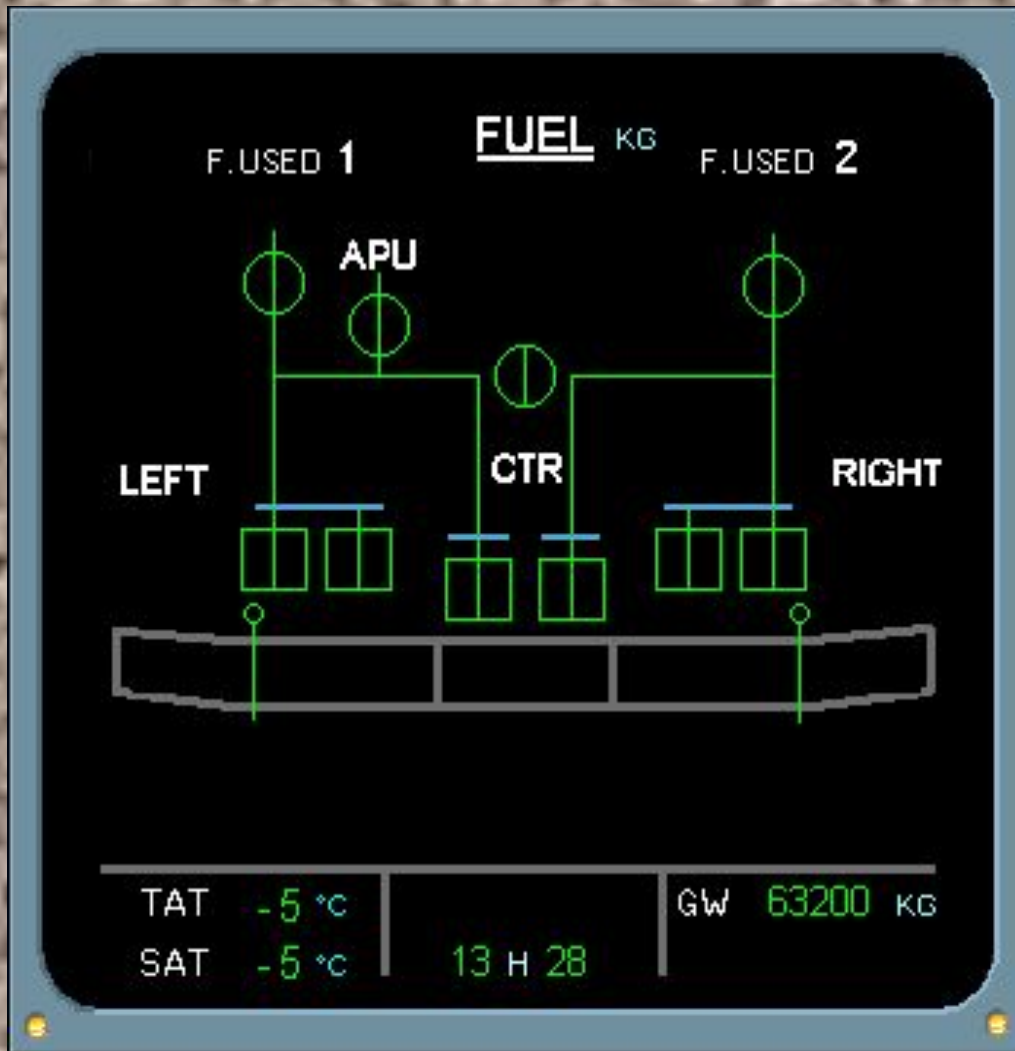 FUEL KG
F.USED 1 F.USED 2
APU
CTR
LEFT RIGHT
TAT -5 °C GW 63200 KG
SAT -5 °C 13 H 28